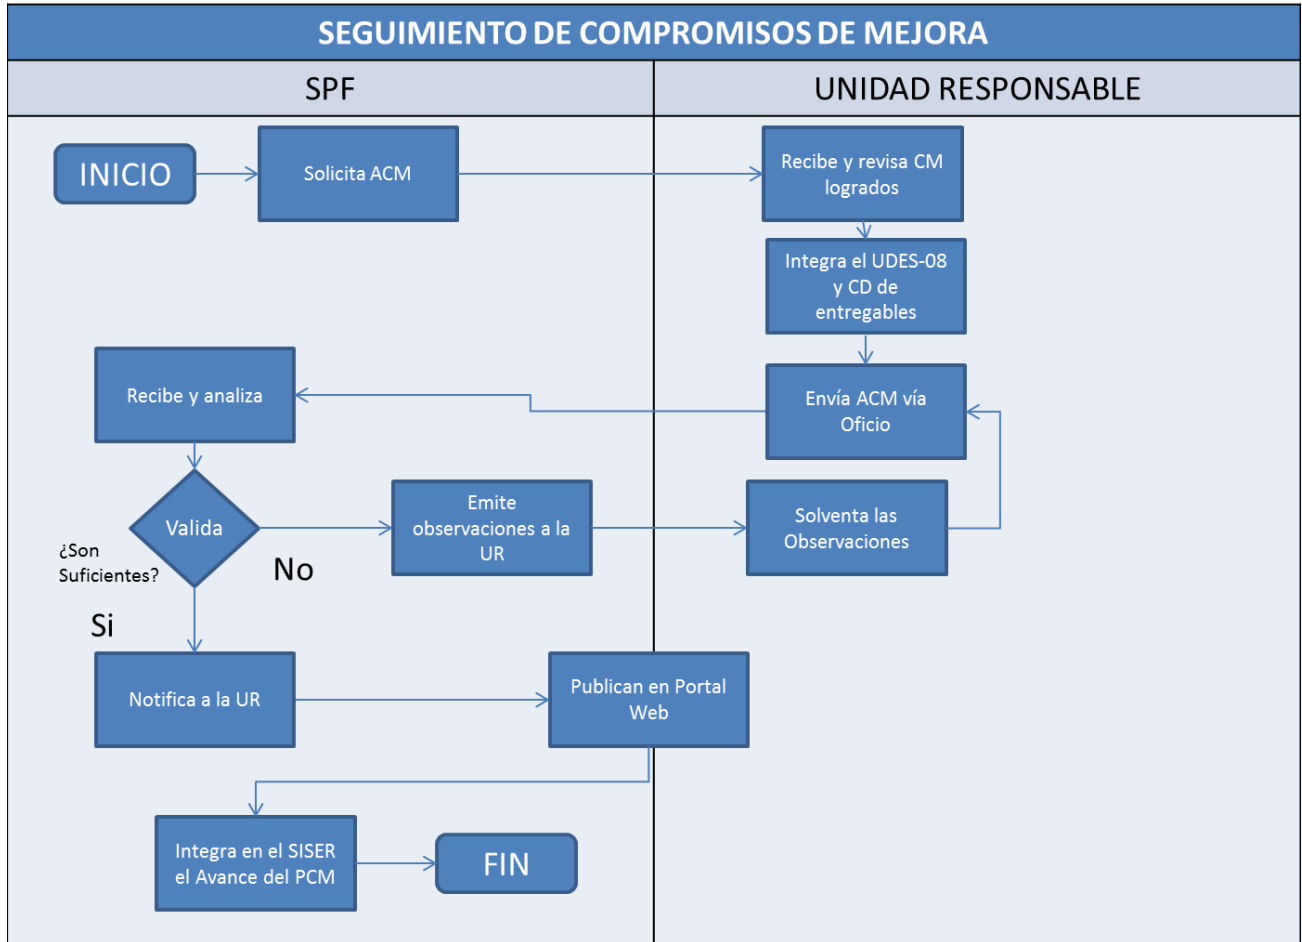 SEGUIMIENTO DE COMPROMISOS DE MEJORA
SPF
UNIDAD RESPONSABLE
INICIO
Solicita ACM
Recibe y revisa CM
logrados
Integra el UDES-08
y CD de
entregables
Recibe y analiza
Envía ACM vía
Oficio
Valida
¿Son
Suficientes?
No
Emite
observaciones a la
UR
Solventa las
Observaciones
Si
Notifica a la UR
Publican en Portal
Web
Integra en el SISER
el Avance del PCM
FIN